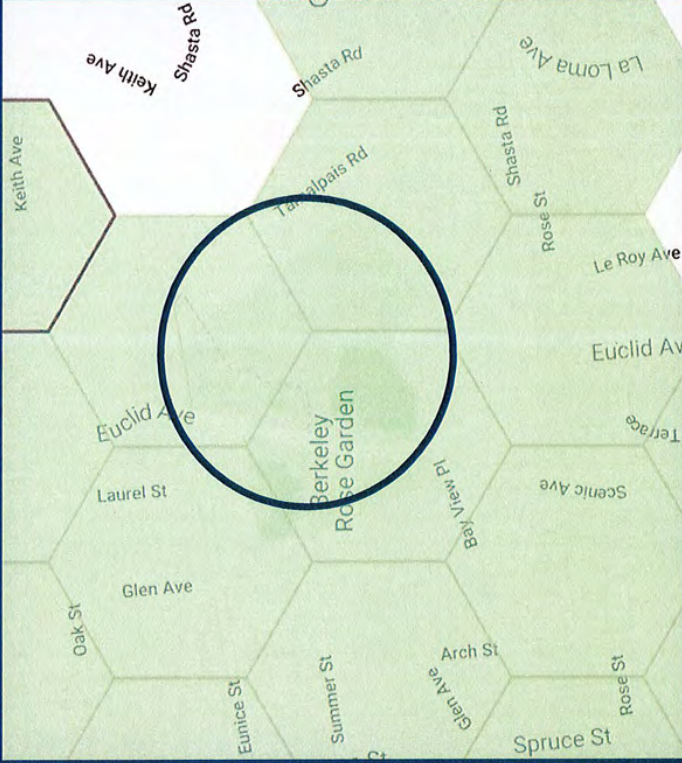 Shasta Rd
Keith Ave
Shasta Rd
La Loma Ave
Keith Ave
Tamalpais Rd
Shasta Rd
Rose St
Le Roy Ave
Euclid Av
Euclid Ave
Berkeley
Rose Garden
Terrace
Laurel St
Bay View Pl
Scenic Ave
Glen Ave
Oak St
Arch St
Eunice St
Summer St
Glen Ave
Rose St
Spruce St